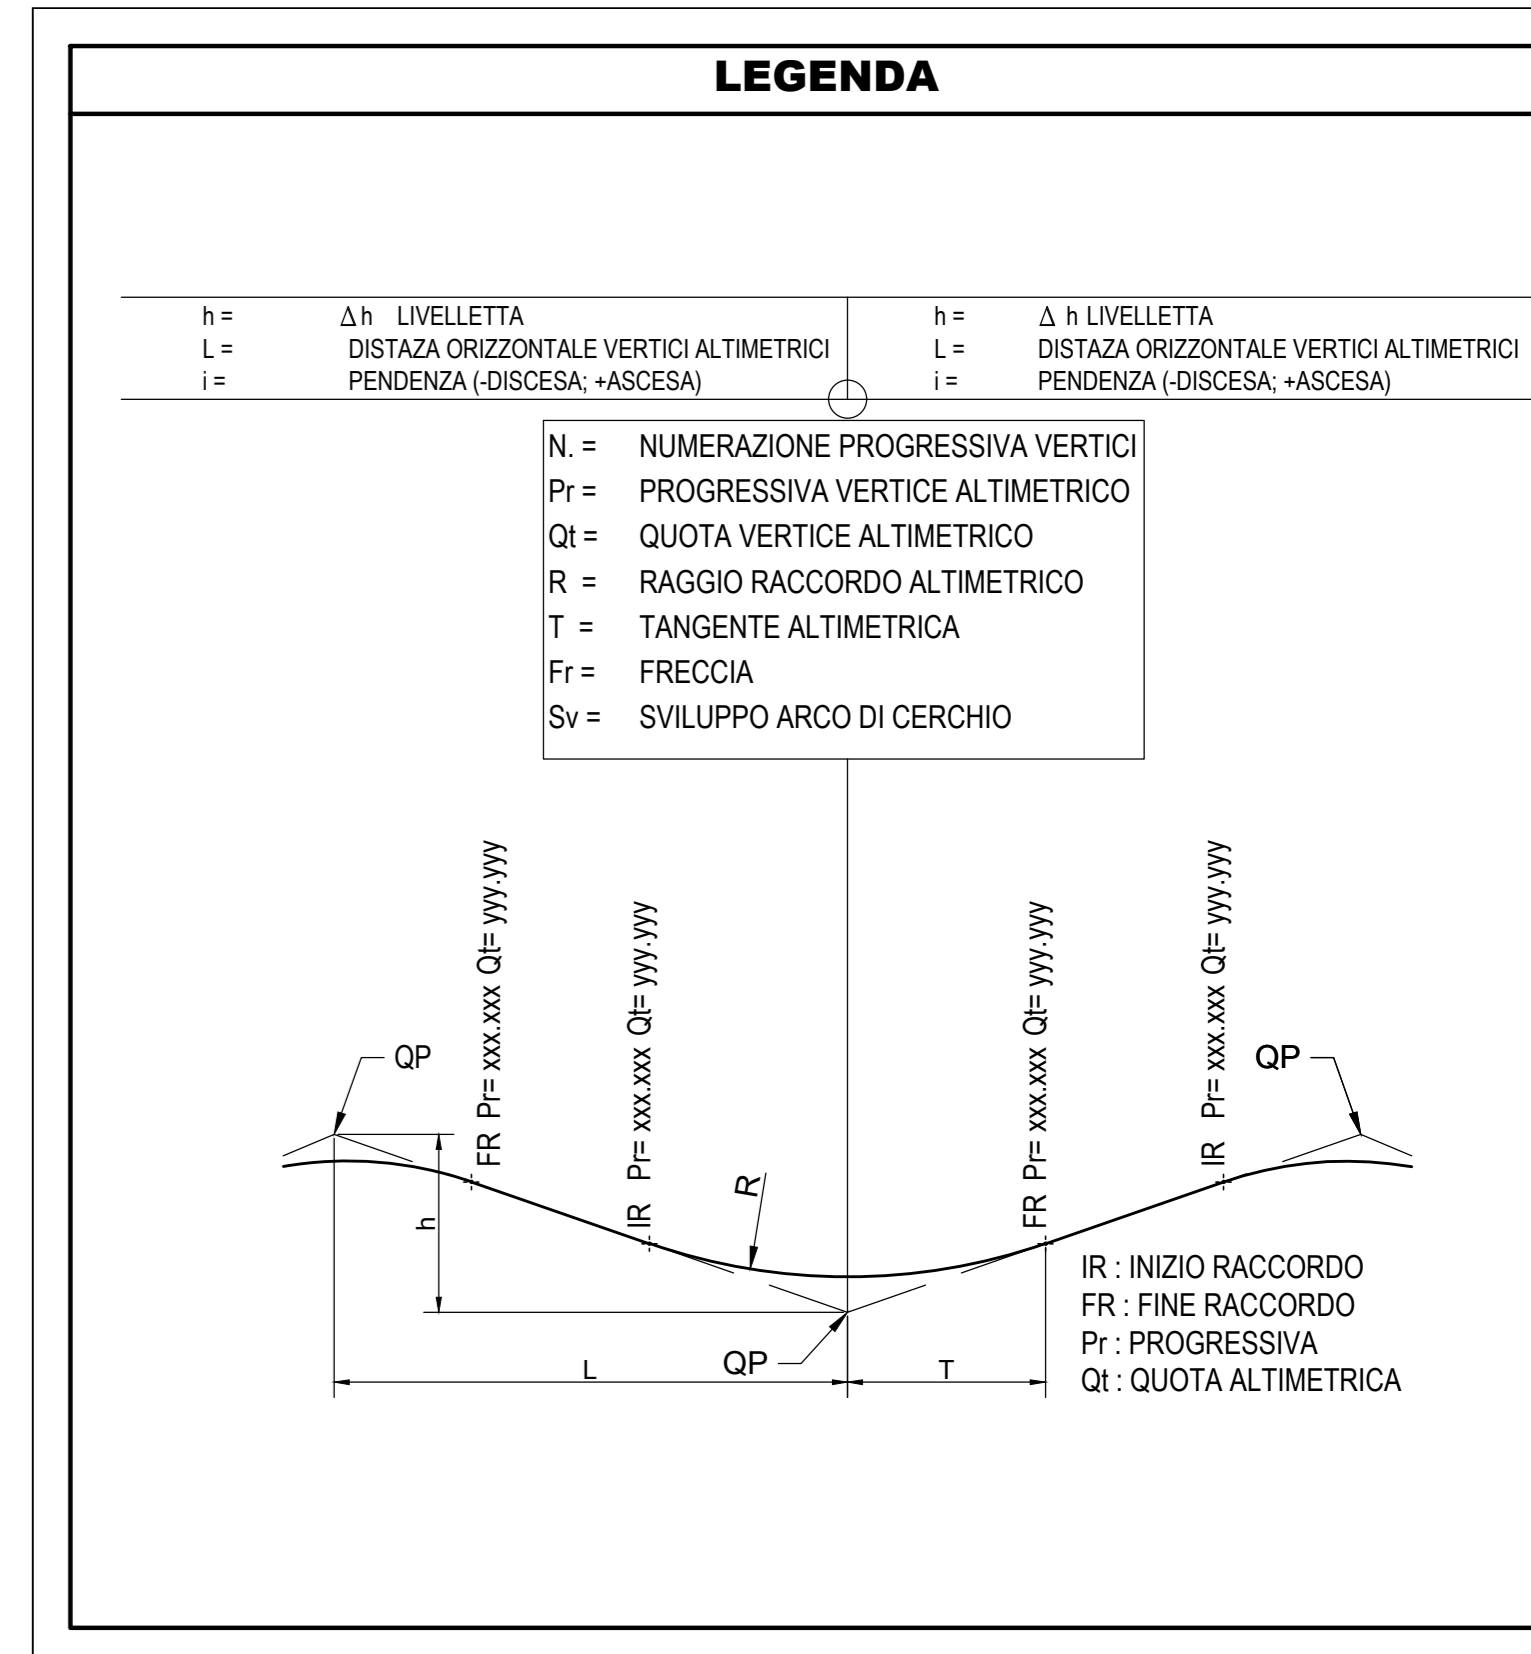 LEGENDA
h = Δ h LIVELLETTA
L = DISTAZA ORIZZONTALE VERTICI ALTIMETRICI
i = PENDENZA (-DISCESA; +ASCESA)
h = Δ h LIVELLETTA
L = DISTAZA ORIZZONTALE VERTICI ALTIMETRICI
i = PENDENZA (-DISCESA; +ASCESA)
N. = NUMERAZIONE PROGRESSIVA VERTICI
Pr = PROGRESSIVA VERTICE ALTIMETRICO
Qt = QUOTA VERTICE ALTIMETRICO
R = RAGGIO RACCORDO ALTIMETRICO
T = TANGENTE ALTIMETRICA
Fr = FRECCIA
Sv = SVILUPPO ARCO DI CERCHIO
QP
FR Pr= xxx.xxx Qt= yyy.yyy
IR Pr= xxx.xxx Qt= yyy.yyy
FR Pr= xxx.xxx Qt= yyy.yyy
IR Pr= xxx.xxx Qt= yyy.yyy
QP
h
R
L
QP
T
IR : INIZIO RACCORDO
FR : FINE RACCORDO
Pr : PROGRESSIVA
Qt : QUOTA ALTIMETRICA